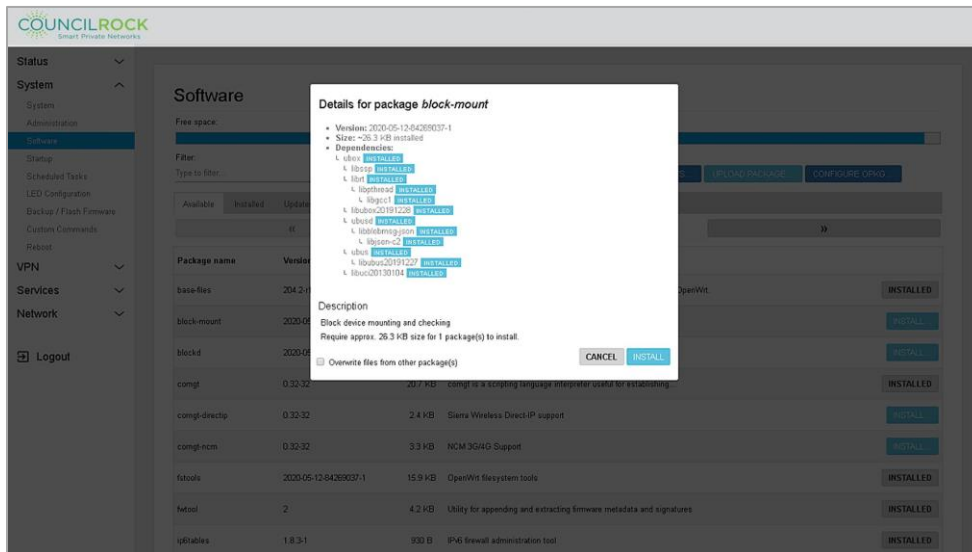 COUNCILROCK
Smart Private Networks
Status
System
System
Administration
Software
Startup
Scheduled Tasks
LED Configuration
Backup / Flash Firmware
Custom Commands
Reboot
VPN
Services
Network
Logout
Software
Free space:
Filter:
Type to filter...
UPLOAD PACKAGE...
CONFIGURE OPKG...
Available
Installed
Updates
«
»
Package name
Version
base-files
204.2-r
OpenWrt.
INSTALLED
block-mount
2020-05
INSTALL...
blockd
2020-05
INSTALL...
comgt
0.32-32
20.7 KB
comgt is a scripting language interpreter useful for establishing...
INSTALLED
comgt-directip
0.32-32
2.4 KB
Sierra Wireless Direct-IP support
INSTALL...
comgt-ncm
0.32-32
3.3 KB
NCM 3G/4G Support
INSTALL...
fstools
2020-05-12-84269037-1
15.9 KB
OpenWrt filesystem tools
INSTALLED
fwtool
2
4.2 KB
Utility for appending and extracting firmware metadata and signatures
INSTALLED
ip6tables
1.8.3-1
930 B
IPv6 firewall administration tool
INSTALLED
Details for package block-mount
Version: 2020-05-12-84269037-1
Size: ~26.3 KB installed
Dependencies:
ubox INSTALLED
libssp INSTALLED
librt INSTALLED
libpthread INSTALLED
libgcc1 INSTALLED
libubox20191228 INSTALLED
ubusd INSTALLED
libblobmsg-json INSTALLED
libjson-c2 INSTALLED
ubus INSTALLED
libubus20191227 INSTALLED
libuci20130104 INSTALLED
Description
Block device mounting and checking
Require approx. 26.3 KB size for 1 package(s) to install.
Overwrite files from other package(s)
CANCEL
INSTALL